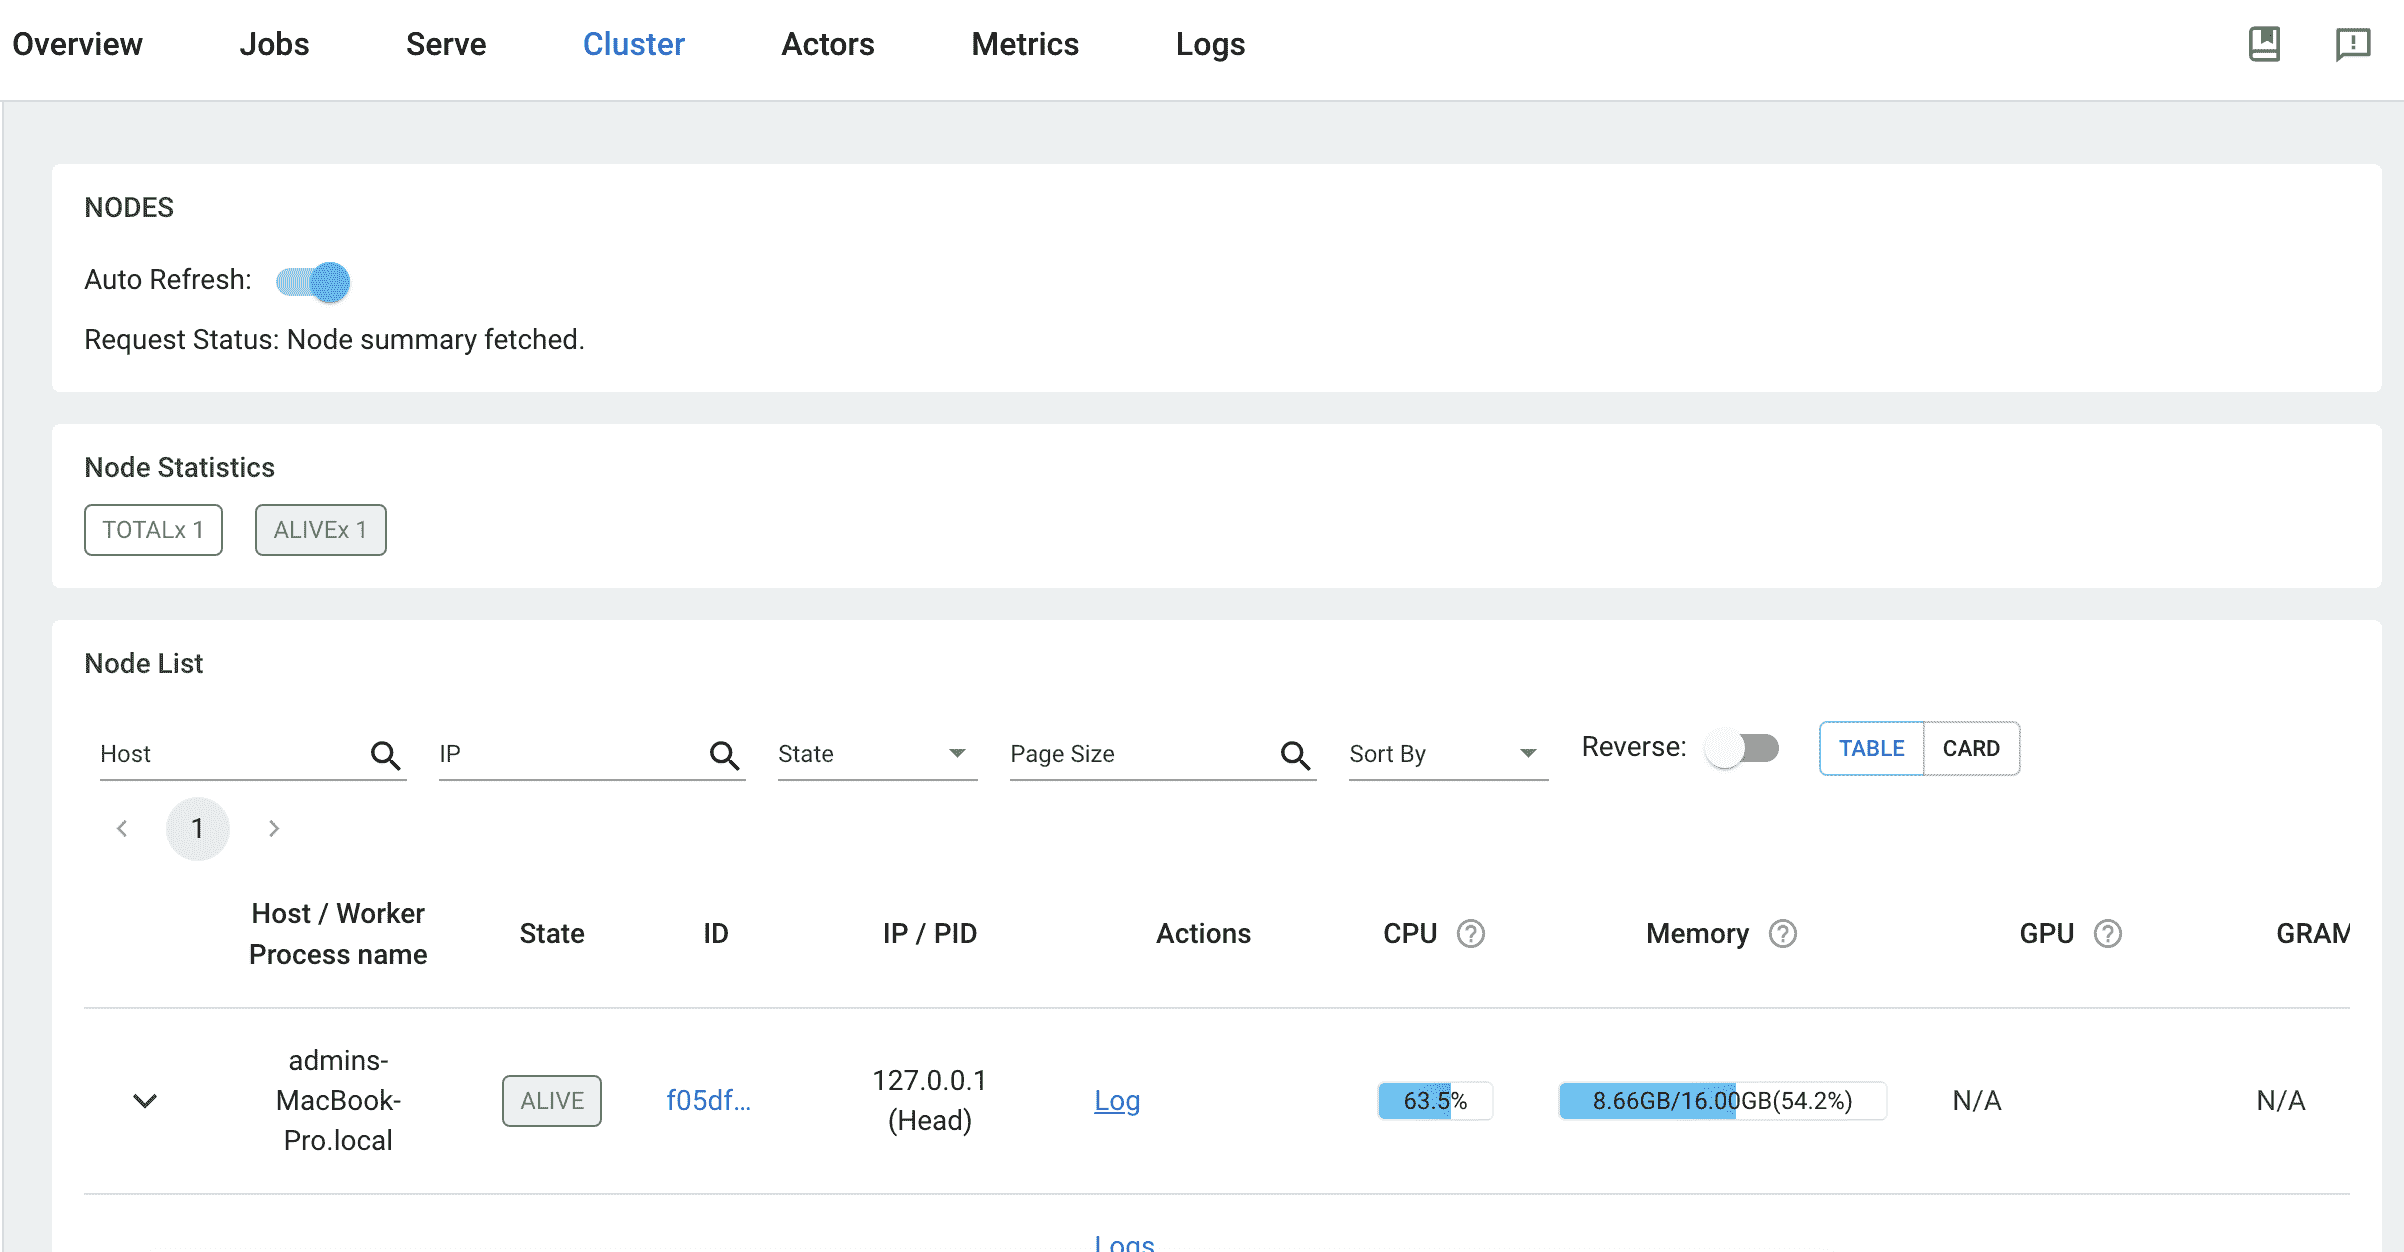 Overview Jobs Serve Cluster Actors Metrics Logs
NODES
Auto Refresh:
Request Status: Node summary fetched.
Node Statistics
TOTALx 1 ALIVEx 1
Node List
Host IP State Page Size Sort By Reverse: TABLE CARD
1
Host / Worker
Process name State ID IP / PID Actions CPU ? Memory ? GPU ? GRAM
admins-
MacBook-
Pro.local ALIVE f05df... 127.0.0.1
(Head) Log 63.5% 8.66GB/16.00GB(54.2%) N/A N/A
Logs